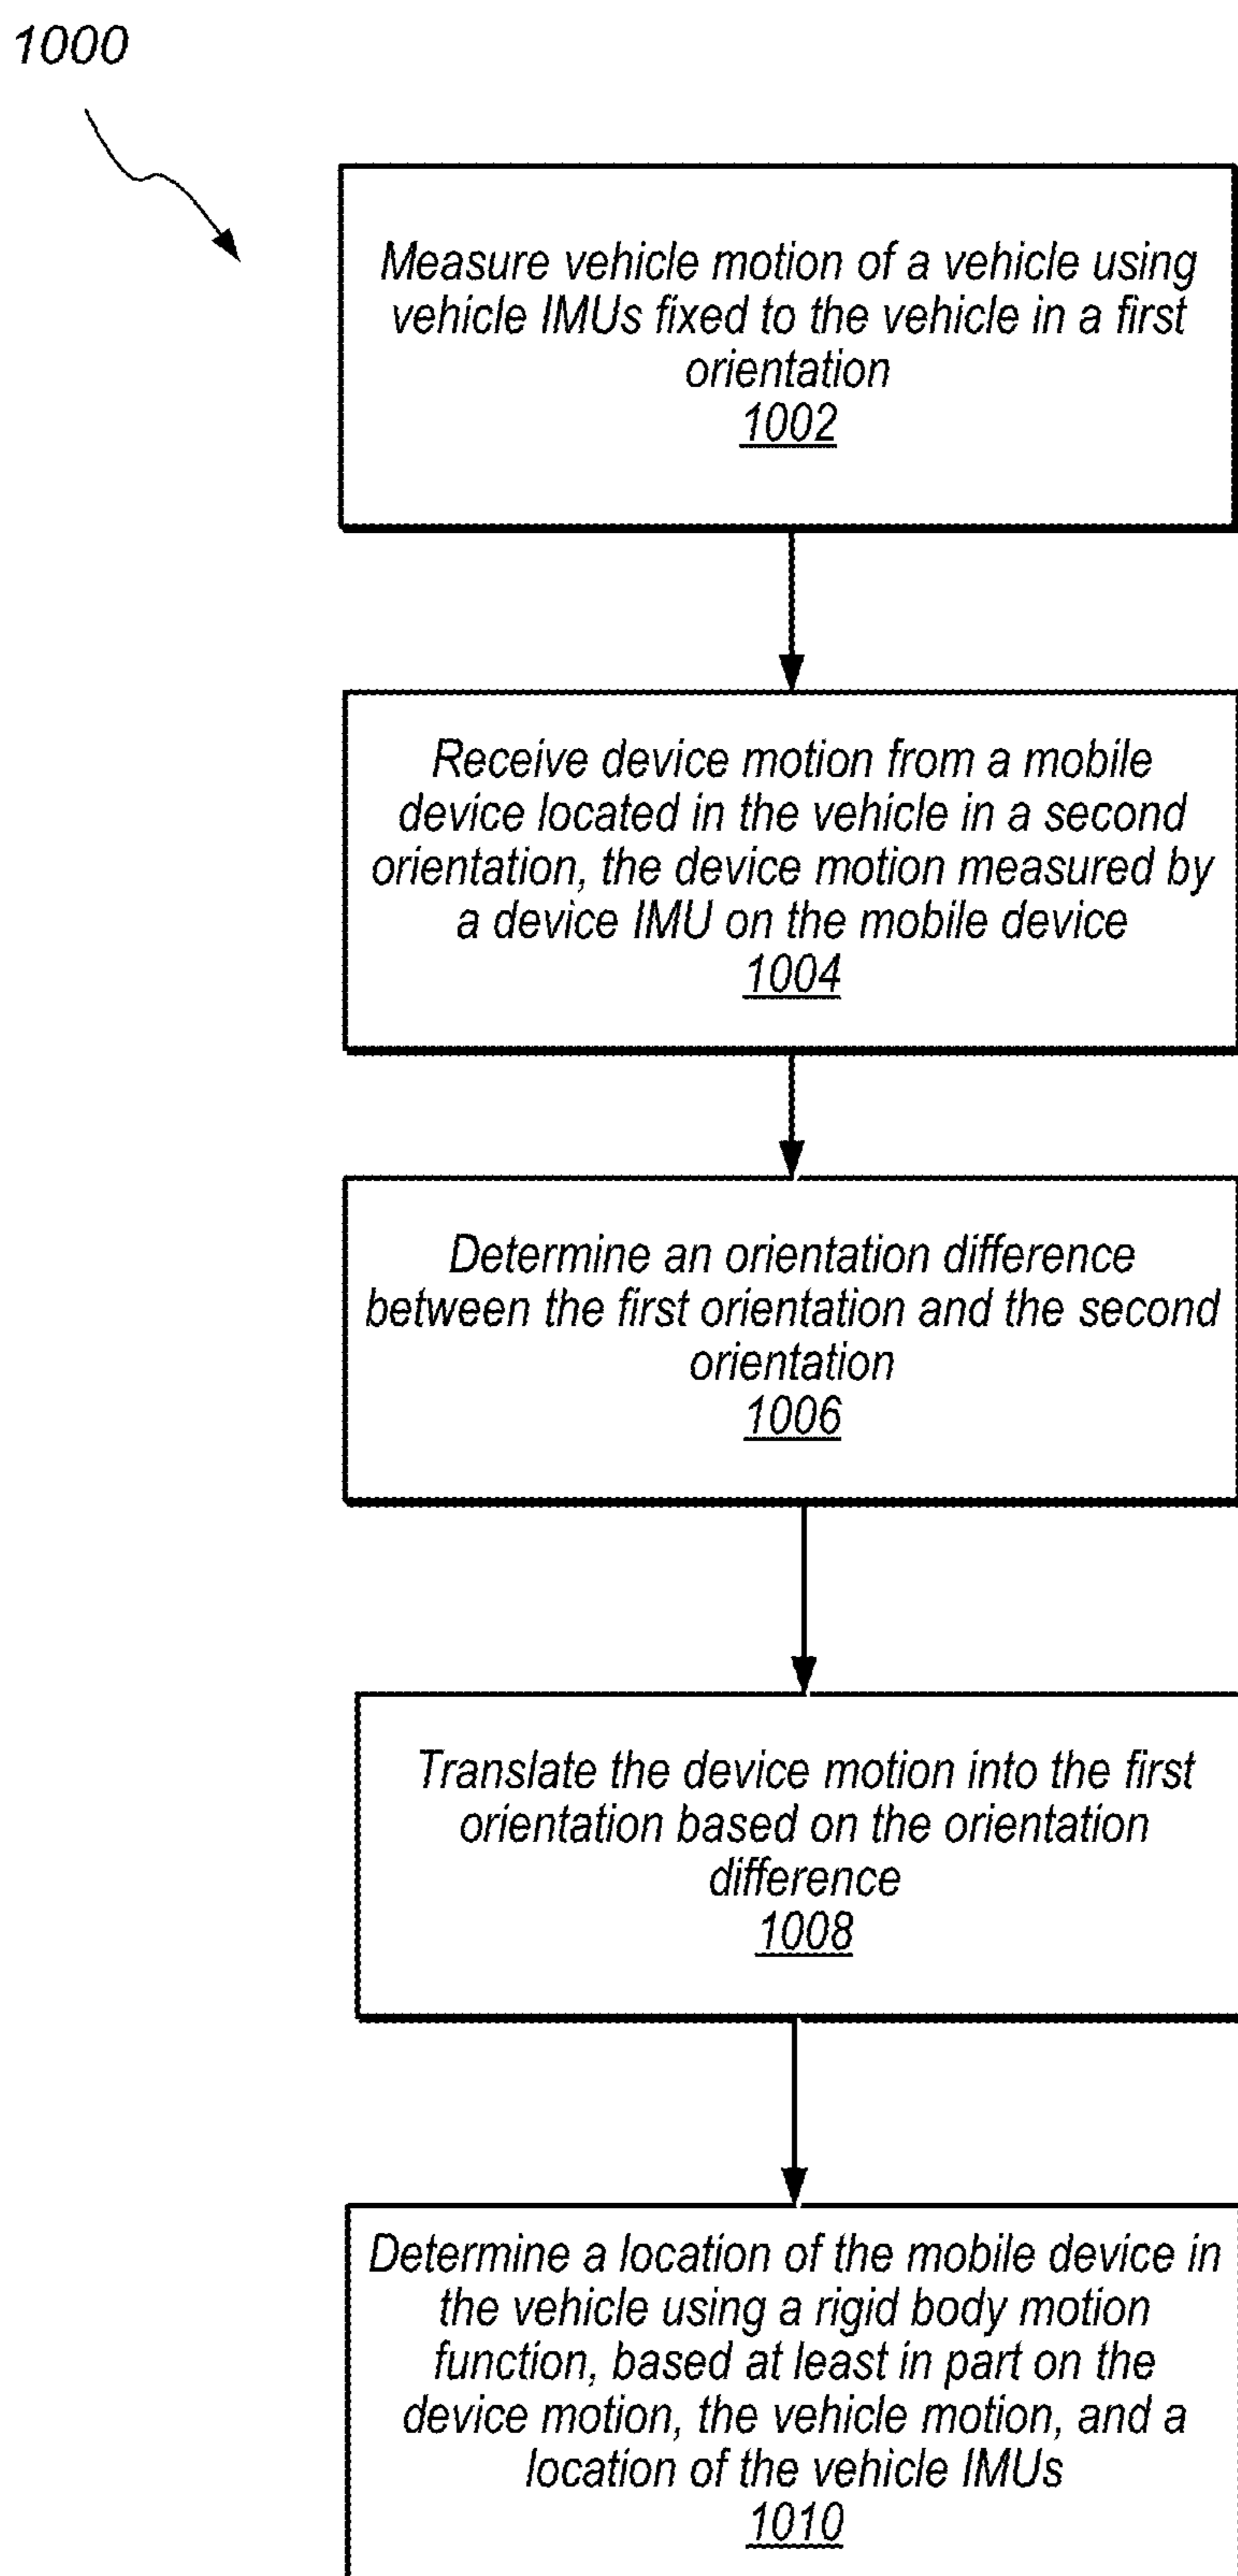 1000
Measure vehicle motion of a vehicle using
vehicle IMUs fixed to the vehicle in a first
orientation
1002
Receive device motion from a mobile
device located in the vehicle in a second
orientation, the device motion measured by
a device IMU on the mobile device
1004
Determine an orientation difference
between the first orientation and the second
orientation
1006
Translate the device motion into the first
orientation based on the orientation
difference
1008
Determine a location of the mobile device in
the vehicle using a rigid body motion
function, based at least in part on the
device motion, the vehicle motion, and a
location of the vehicle IMUs
1010